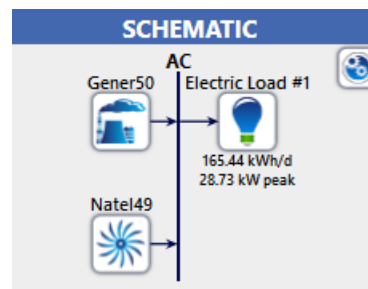 SCHEMATIC
AC
Gener50
Electric Load #1
165.44 kWh/d
28.73 kW peak
Natel49